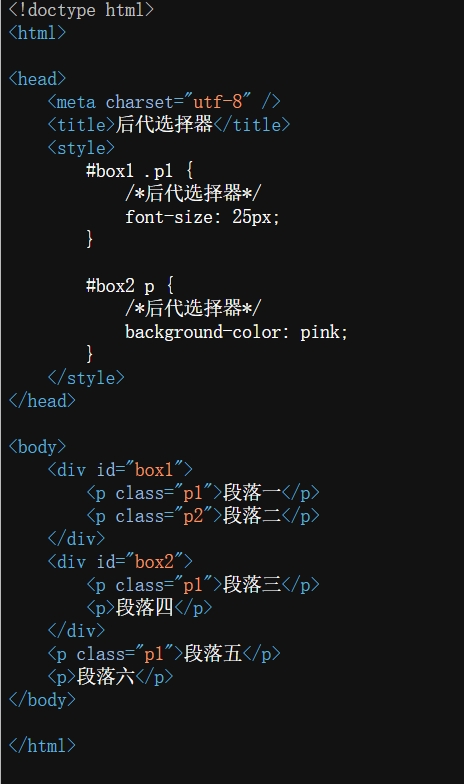 <!doctype html>
<html>
<head>
<meta charset="utf-8" />
<title>后代选择器</title>
<style>
#box1 .p1 {
/*后代选择器*/
font-size: 25px;
}
#box2 p {
/*后代选择器*/
background-color: pink;
}
</style>
</head>
<body>
<div id="box1">
<p class="p1">段落一</p>
<p class="p2">段落二</p>
</div>
<div id="box2">
<p class="p1">段落三</p>
<p>段落四</p>
</div>
<p class="p1">段落五</p>
<p>段落六</p>
</body>
</html>